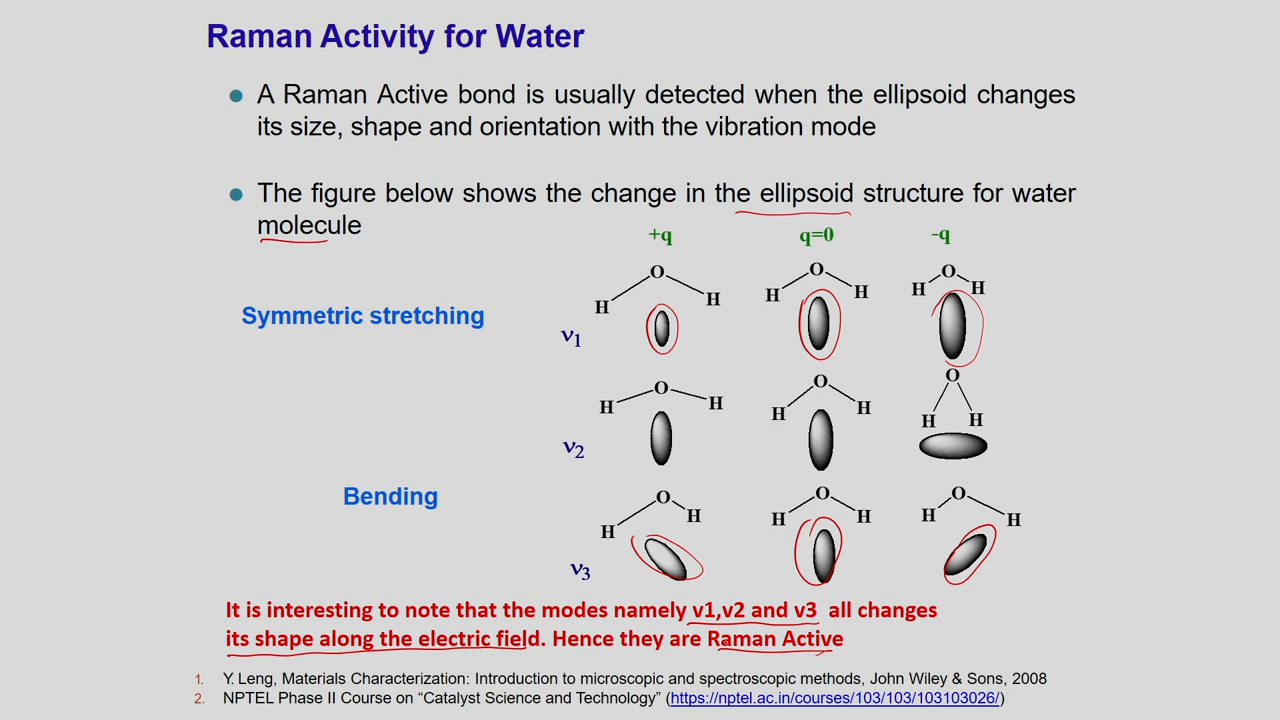 Raman Activity for Water
● A Raman Active bond is usually detected when the ellipsoid changes
its size, shape and orientation with the vibration mode
● The figure below shows the change in the ellipsoid structure for water
molecule
+q q=0 -q
O O O
H H H H H H
Symmetric stretching
ν1
O O O
H H H H H H
ν2
Bending
O O O
H H H H H H
ν3
It is interesting to note that the modes namely v1,v2 and v3 all changes
its shape along the electric field. Hence they are Raman Active
1. Y. Leng, Materials Characterization: Introduction to microscopic and spectroscopic methods, John Wiley & Sons, 2008
2. NPTEL Phase II Course on “Catalyst Science and Technology” (https://nptel.ac.in/courses/103/103/103103026/)